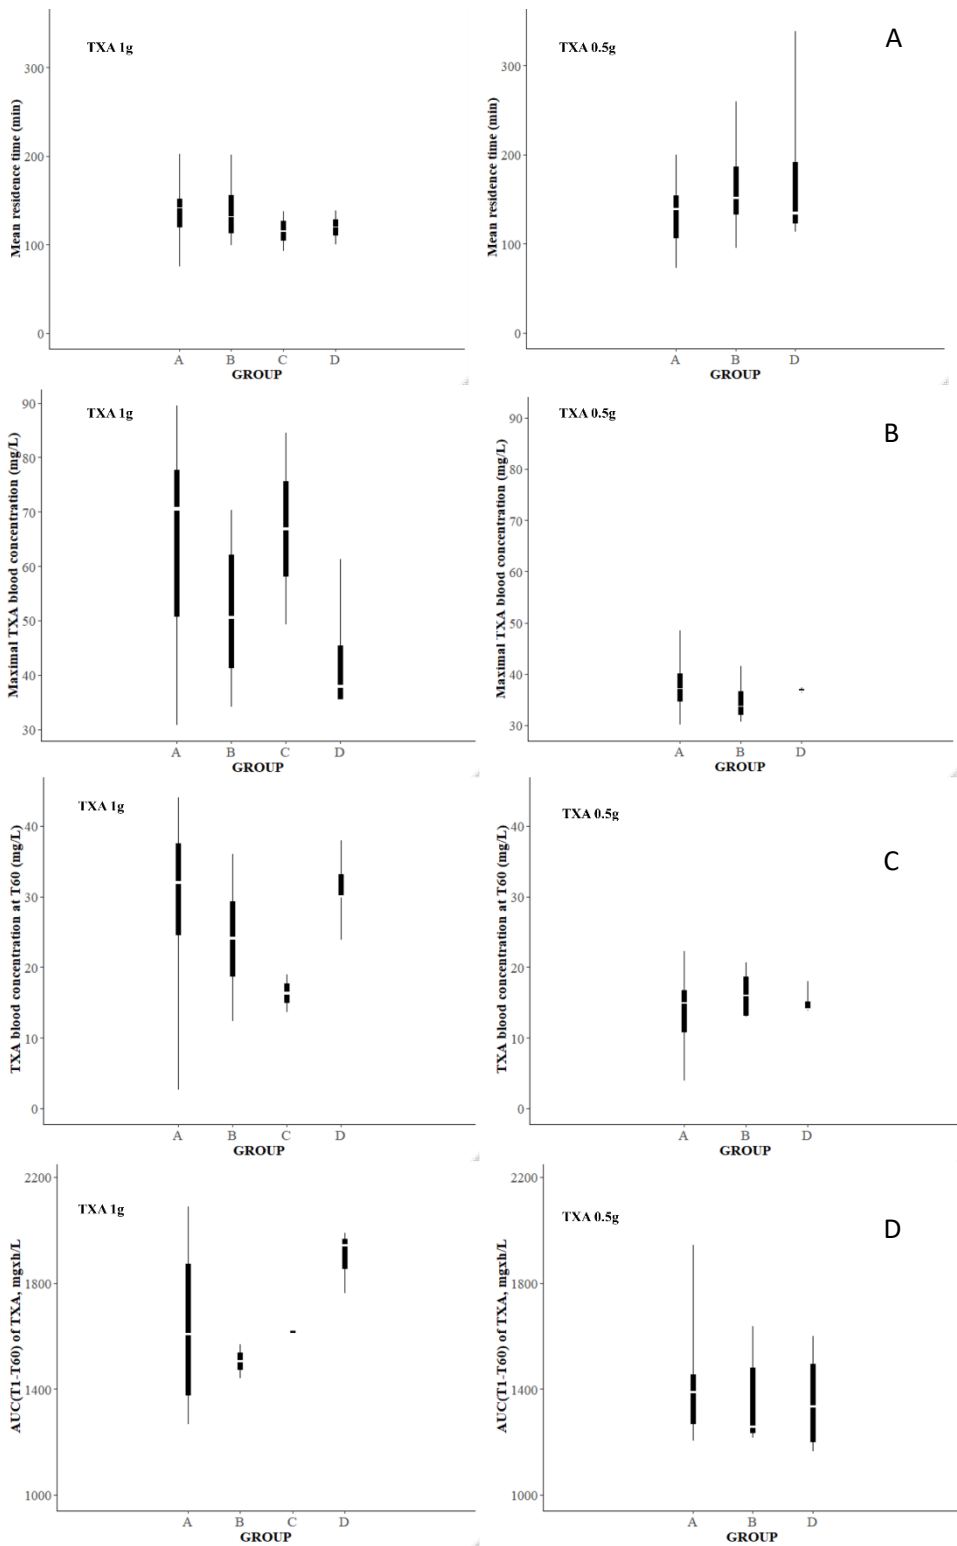 TXA 1g
Mean residence time (min)
300
200
100
0
A B C D
GROUP
TXA 0.5g
A
Mean residence time (min)
300
200
100
0
A B D
GROUP
TXA 1g
Maximal TXA blood concentration (mg/L)
90
80
70
60
50
40
30
A B C D
GROUP
TXA 0.5g
B
Maximal TXA blood concentration (mg/L)
90
80
70
60
50
40
30
A B D
GROUP
TXA 1g
TXA blood concentration at T60 (mg/L)
40
30
20
10
0
A B C D
GROUP
TXA 0.5g
C
TXA blood concentration at T60 (mg/L)
40
30
20
10
0
A B D
GROUP
TXA 1g
AUC(T1-T60) of TXA, mgxh/L
2200
1800
1400
1000
A B C D
GROUP
TXA 0.5g
D
AUC(T1-T60) of TXA, mgxh/L
2200
1800
1400
1000
A B D
GROUP